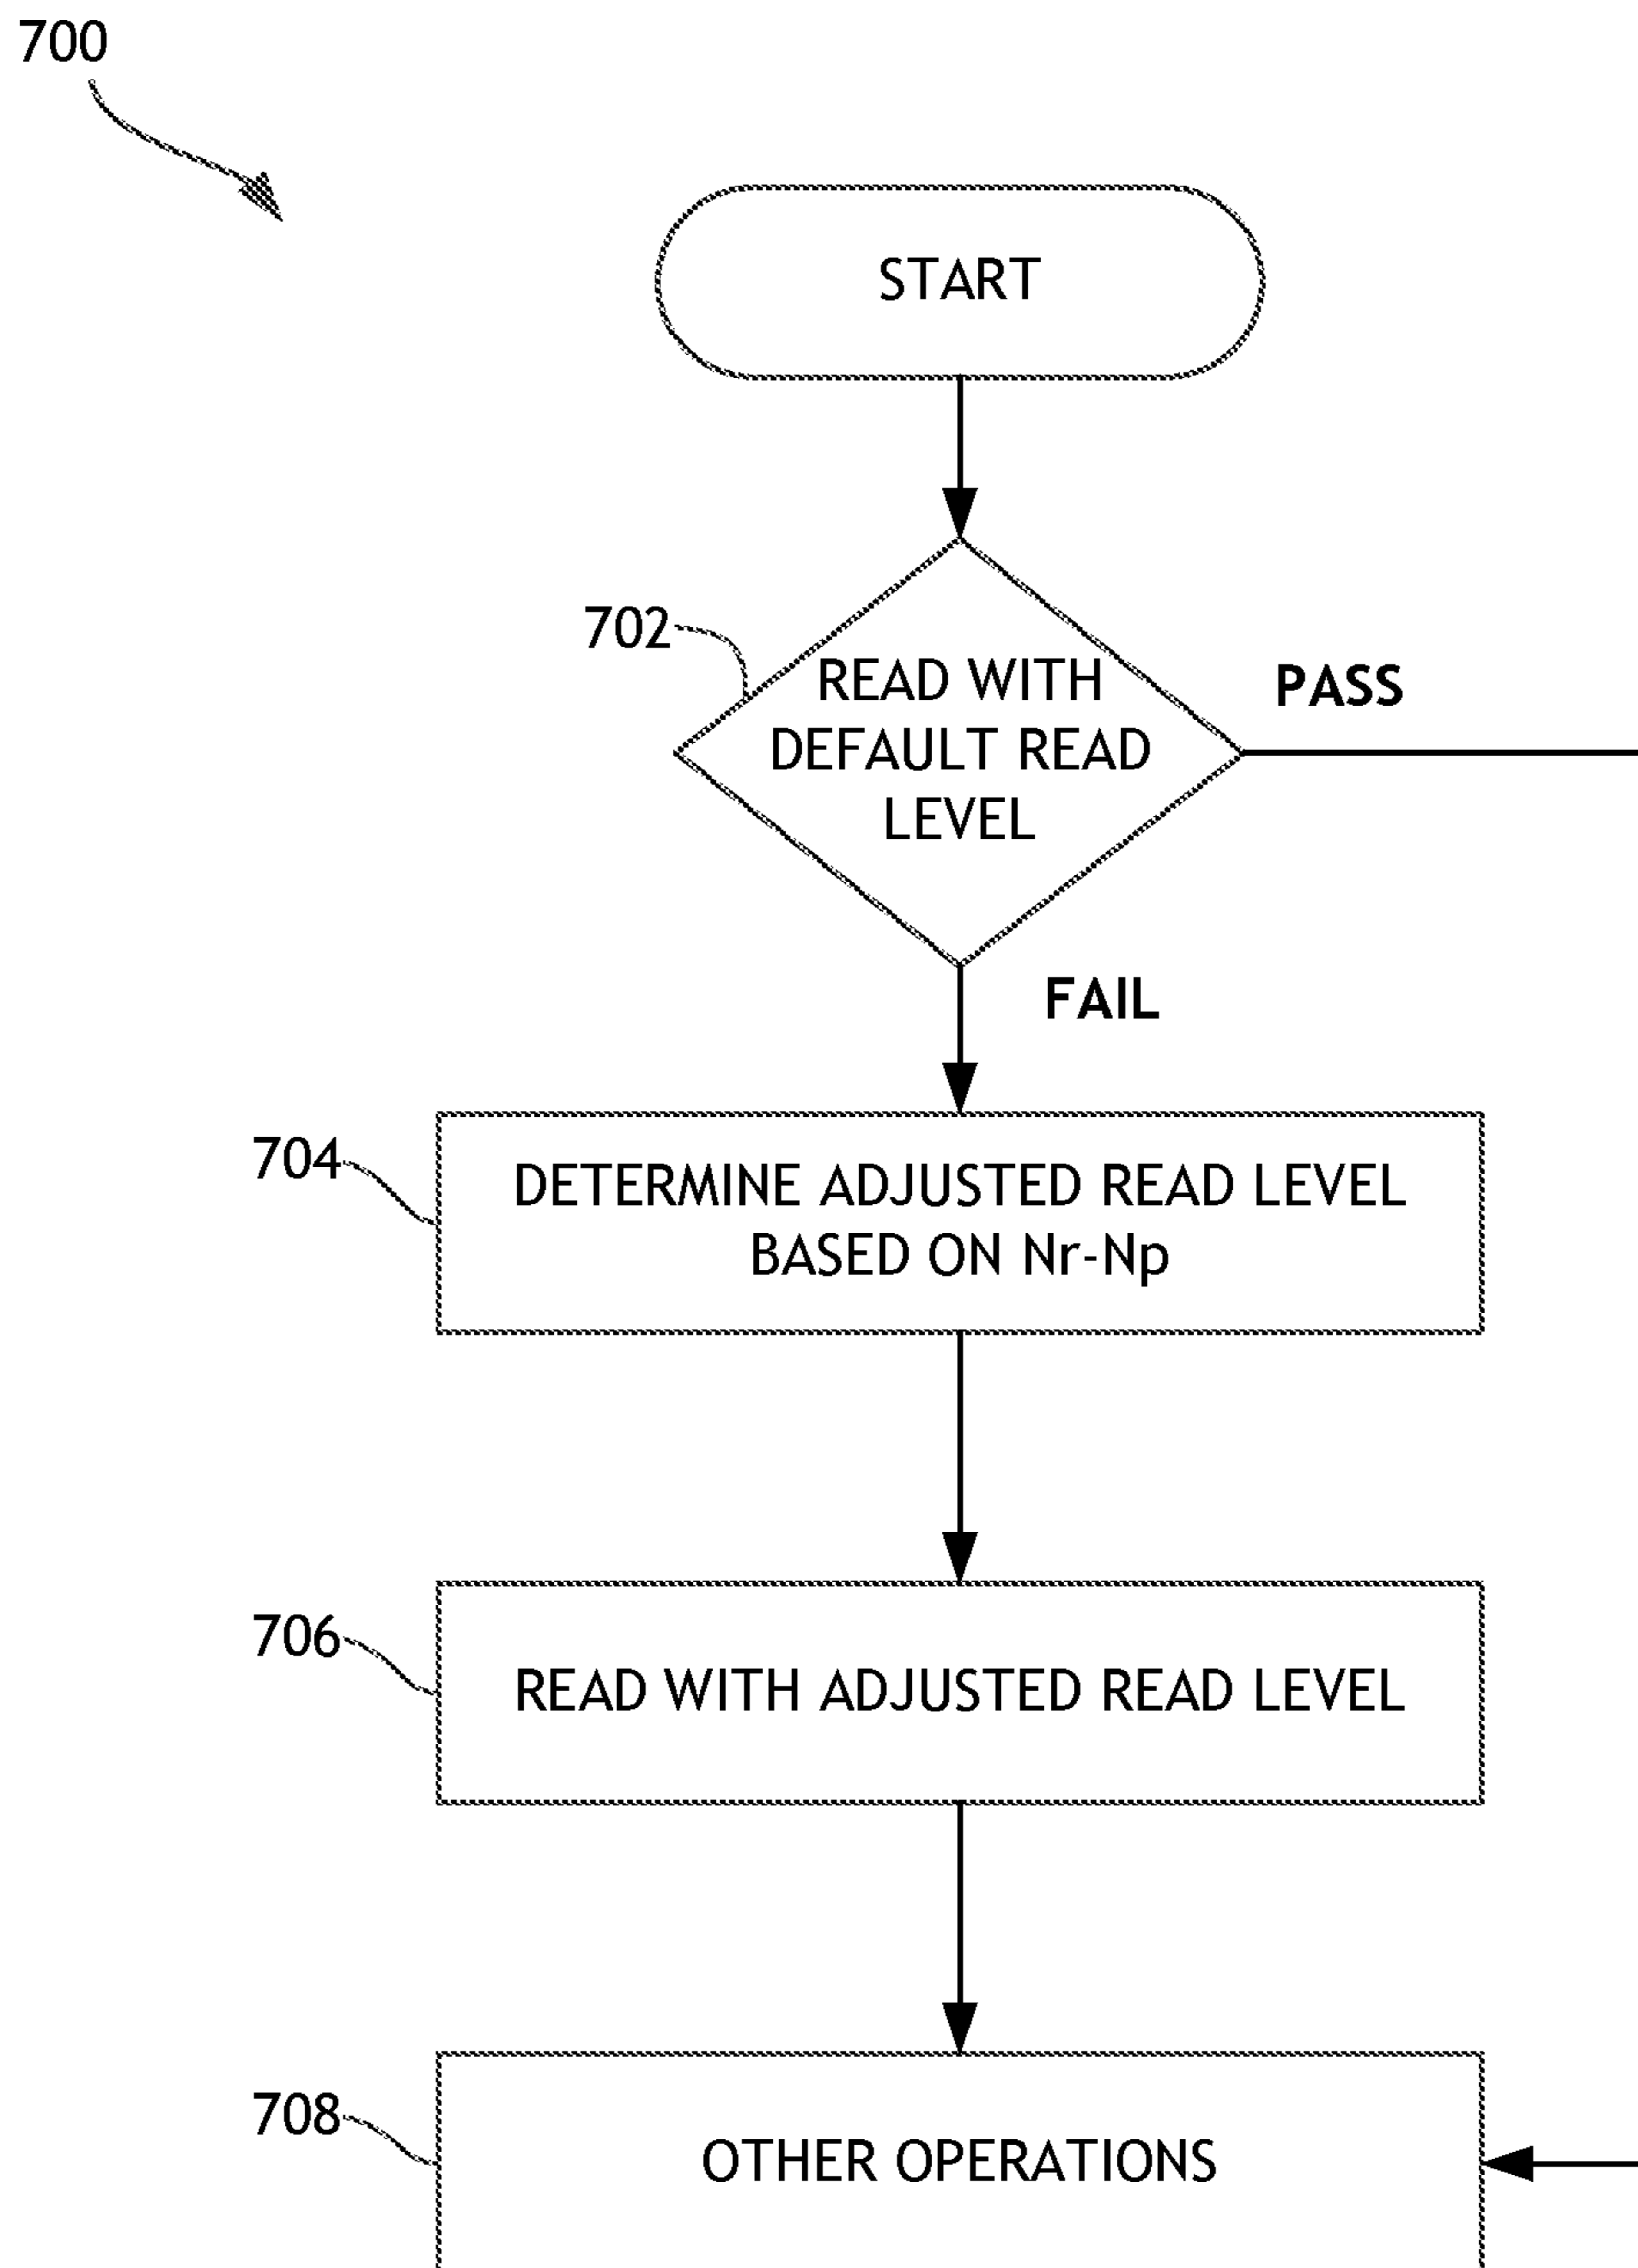 700
START
702
READ WITH
DEFAULT READ
LEVEL
PASS
FAIL
704
DETERMINE ADJUSTED READ LEVEL
BASED ON Nr-Np
706
READ WITH ADJUSTED READ LEVEL
708
OTHER OPERATIONS